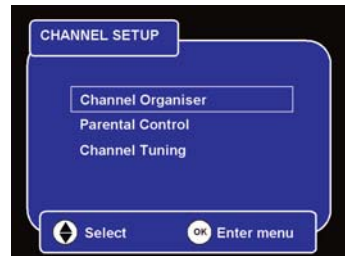 CHANNEL SETUP
Channel Organiser
Parental Control
Channel Tuning
Select OK Enter menu